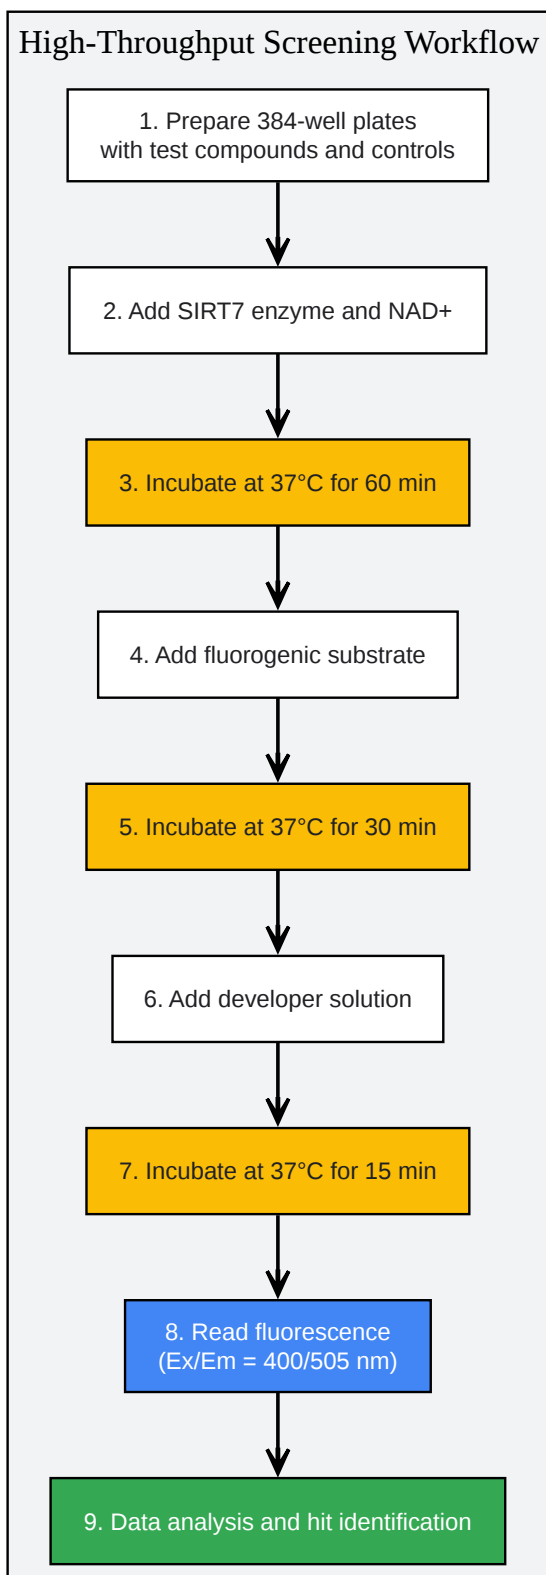 High-Throughput Screening Workflow
1. Prepare 384-well plates
with test compounds and controls
2. Add SIRT7 enzyme and NAD+
3. Incubate at 37°C for 60 min
4. Add fluorogenic substrate
5. Incubate at 37°C for 30 min
6. Add developer solution
7. Incubate at 37°C for 15 min
8. Read fluorescence
(Ex/Em = 400/505 nm)
9. Data analysis and hit identification